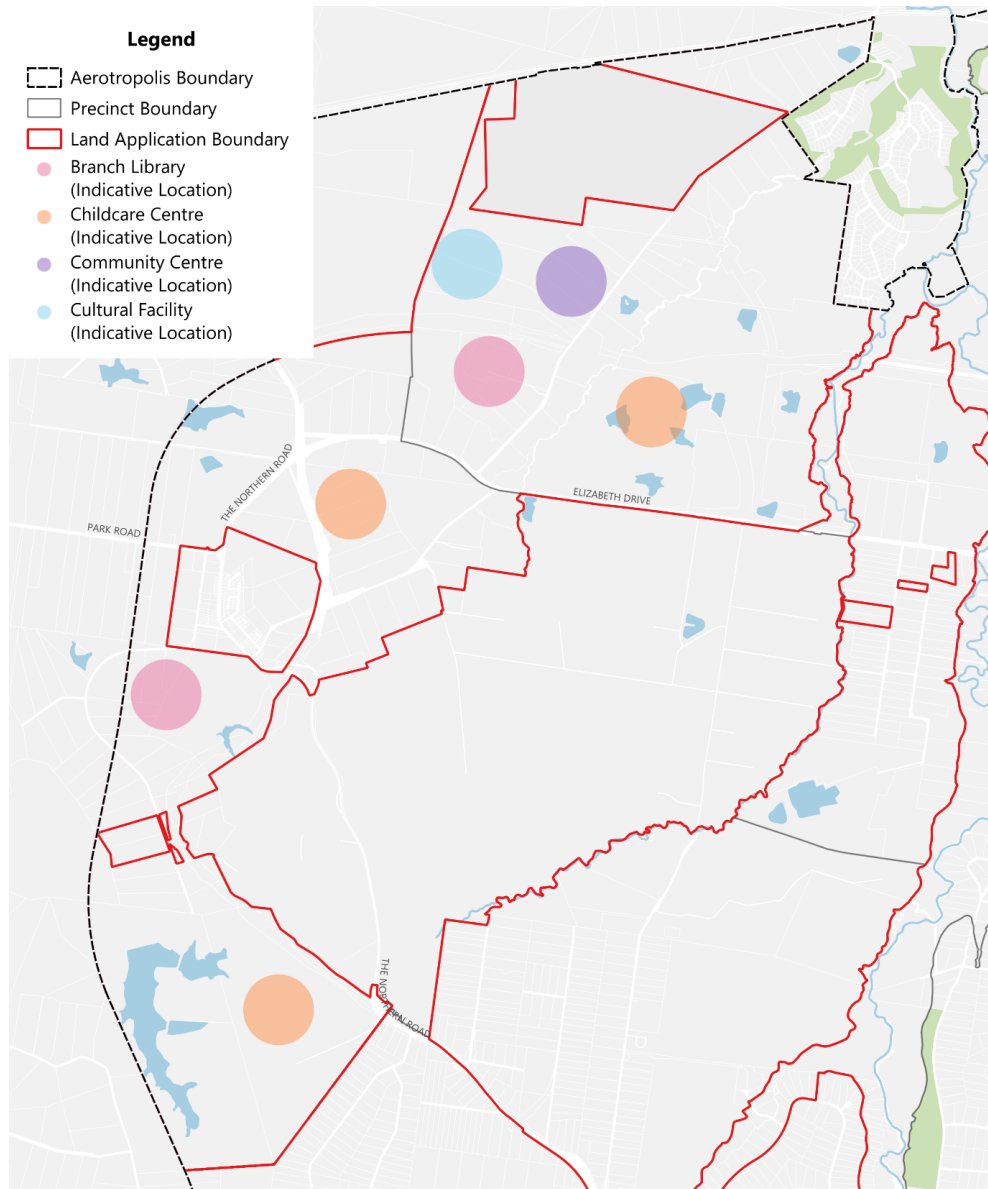 Legend
Aerotropolis Boundary
Precinct Boundary
Land Application Boundary
Branch Library
(Indicative Location)
Childcare Centre
(Indicative Location)
Community Centre
(Indicative Location)
Cultural Facility
(Indicative Location)
THE NORTHERN ROAD
ELIZABETH DRIVE
PARK ROAD
THE NORTHERN ROAD